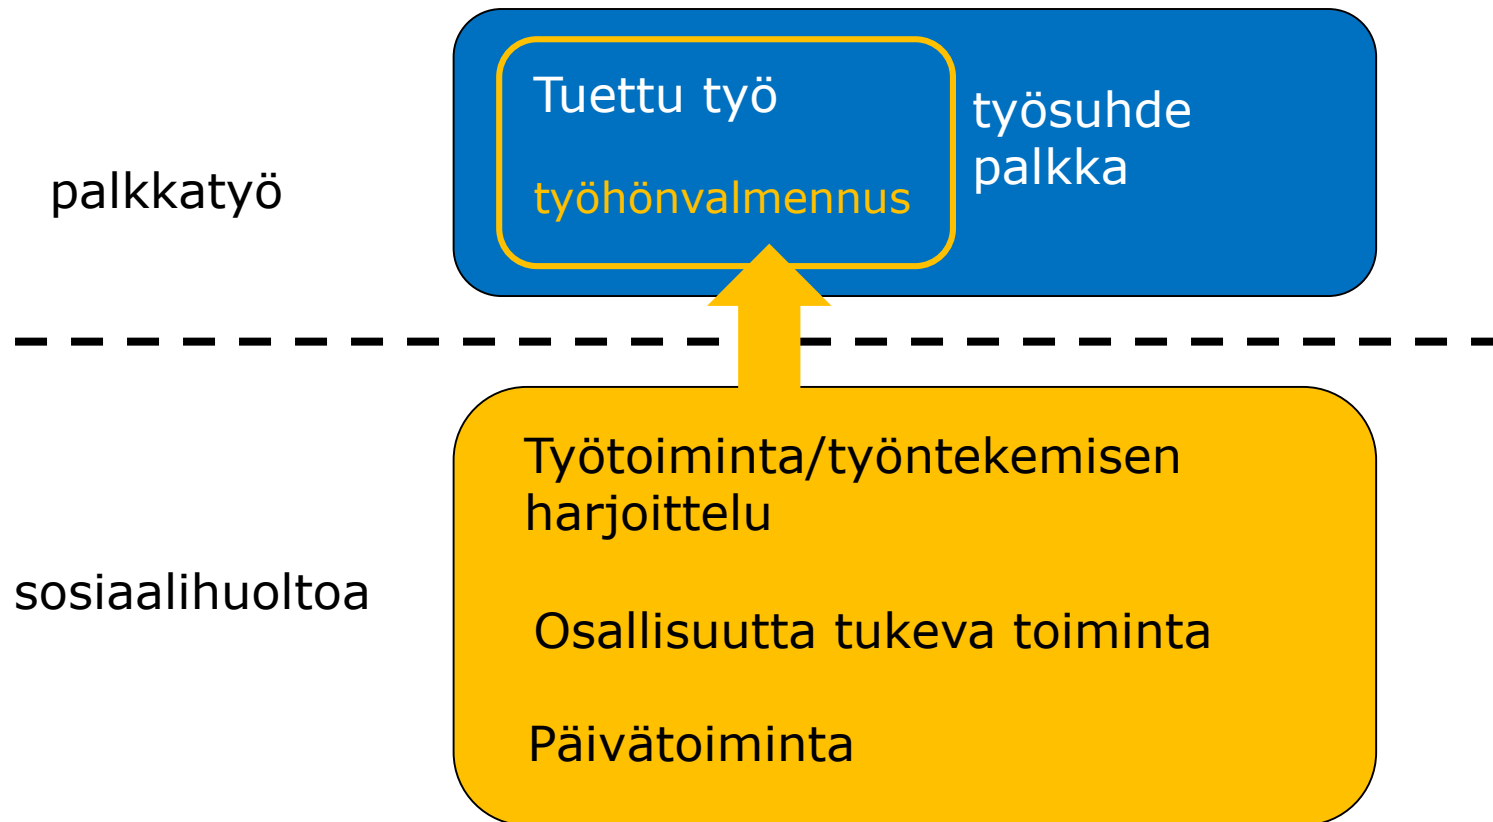 palkkatyö
Tuettu työ
työhönvalmennus
työsuhde
palkka
sosiaalihuoltoa
Työtoiminta/työntekemisen
harjoittelu
Osallisuutta tukeva toiminta
Päivätoiminta